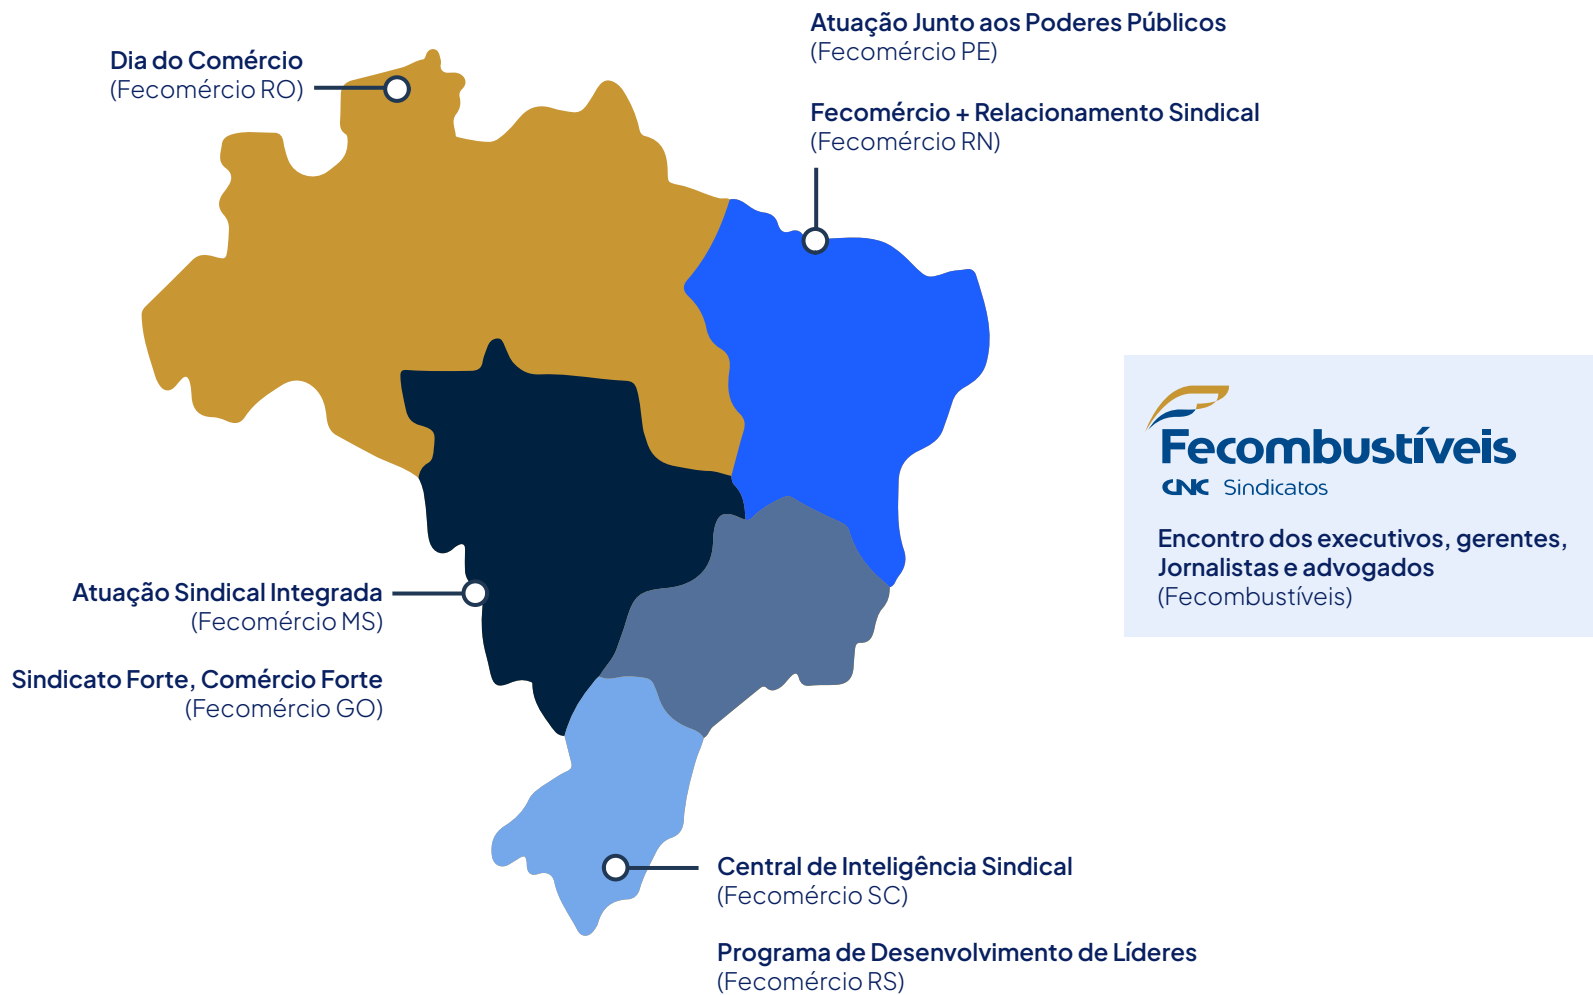 Dia do Comércio
(Fecomércio RO)
Atuação Junto aos Poderes Públicos
(Fecomércio PE)
Fecomércio + Relacionamento Sindical
(Fecomércio RN)
Fecombustíveis
CNC Sindicatos
Encontro dos executivos, gerentes,
Jornalistas e advogados
(Fecombustíveis)
Atuação Sindical Integrada
(Fecomércio MS)
Sindicato Forte, Comércio Forte
(Fecomércio GO)
Central de Inteligência Sindical
(Fecomércio SC)
Programa de Desenvolvimento de Líderes
(Fecomércio RS)